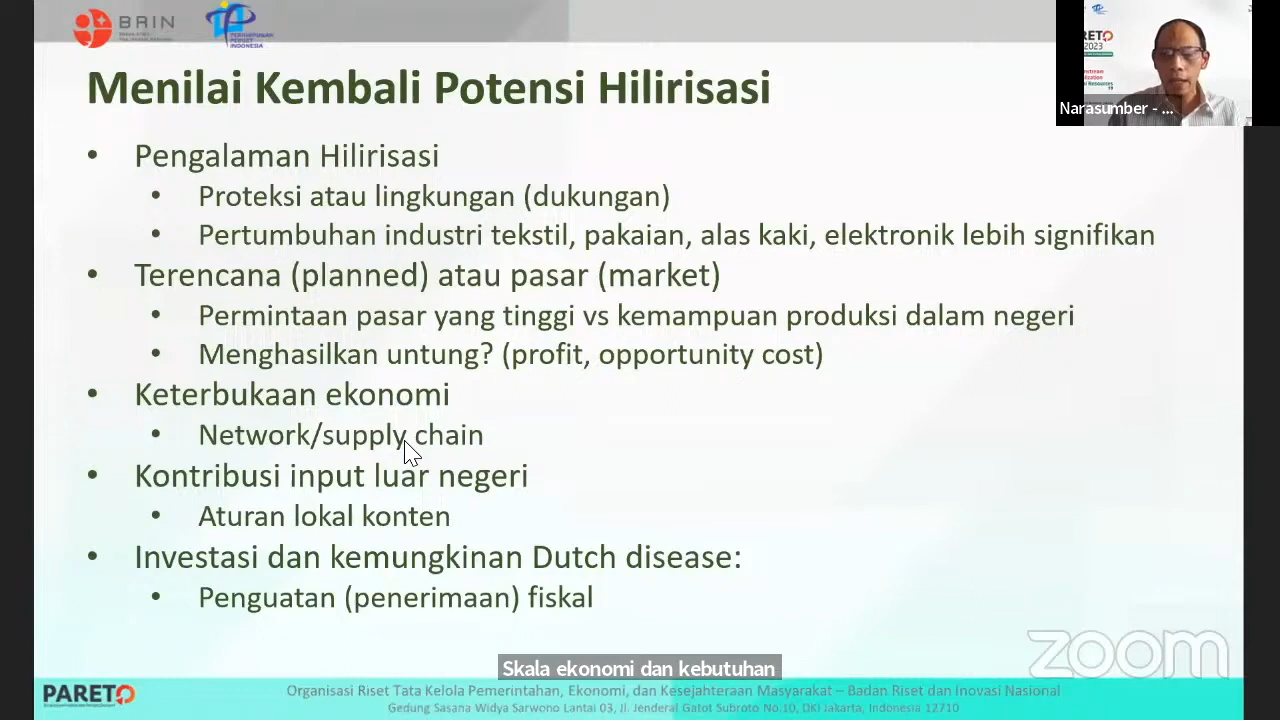 BRIN
PERHIMPUNAN
PERISET
INDONESIA
Menilai Kembali Potensi Hilirisasi
• Pengalaman Hilirisasi
• Proteksi atau lingkungan (dukungan)
• Pertumbuhan industri tekstil, pakaian, alas kaki, elektronik lebih signifikan
• Terencana (planned) atau pasar (market)
• Permintaan pasar yang tinggi vs kemampuan produksi dalam negeri
• Menghasilkan untung? (profit, opportunity cost)
• Keterbukaan ekonomi
• Network/supply chain
• Kontribusi input luar negeri
• Aturan lokal konten
• Investasi dan kemungkinan Dutch disease:
• Penguatan (penerimaan) fiskal
RETO
2023
Narasumber - ...
zoom
Skala ekonomi dan kebutuhan
PARETO
Organisasi Riset Tata Kelola Pemerintahan, Ekonomi, dan Kesejahteraan Masyarakat – Badan Riset dan Inovasi Nasional
Gedung Sasana Widya Sarwono Lantai 03, Jl. Jenderal Gatot Subroto No.10, DKI Jakarta, Indonesia 12710